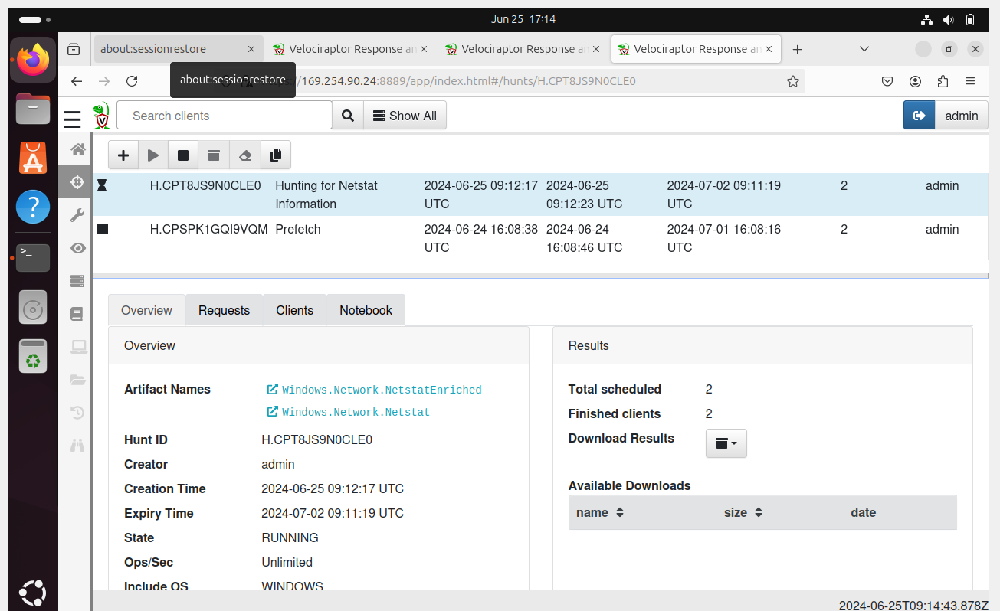 Jun 25 17:14
about:sessionrestore
Velociraptor Response an
Velociraptor Response an
Velociraptor Response an
about:sessionrestore
/169.254.90.24:8889/app/index.html#/hunts/H.CPT8JS9N0CLE0
Search clients
Show All
admin
H.CPT8JS9N0CLE0 Hunting for Netstat 2024-06-25 09:12:17 2024-06-25 2024-07-02 09:11:19 2 admin
Information UTC 09:12:23 UTC UTC
H.CPSPK1GQI9VQM Prefetch 2024-06-24 16:08:38 2024-06-24 2024-07-01 16:08:16 2 admin
UTC 16:08:46 UTC UTC
Overview Requests Clients Notebook
Overview
Artifact Names Windows.Network.NetstatEnriched
Windows.Network.Netstat
Hunt ID H.CPT8JS9N0CLE0
Creator admin
Creation Time 2024-06-25 09:12:17 UTC
Expiry Time 2024-07-02 09:11:19 UTC
State RUNNING
Ops/Sec Unlimited
Include OS WINDOWS
Results
Total scheduled 2
Finished clients 2
Download Results
Available Downloads
name size date
2024-06-25T09:14:43.878Z